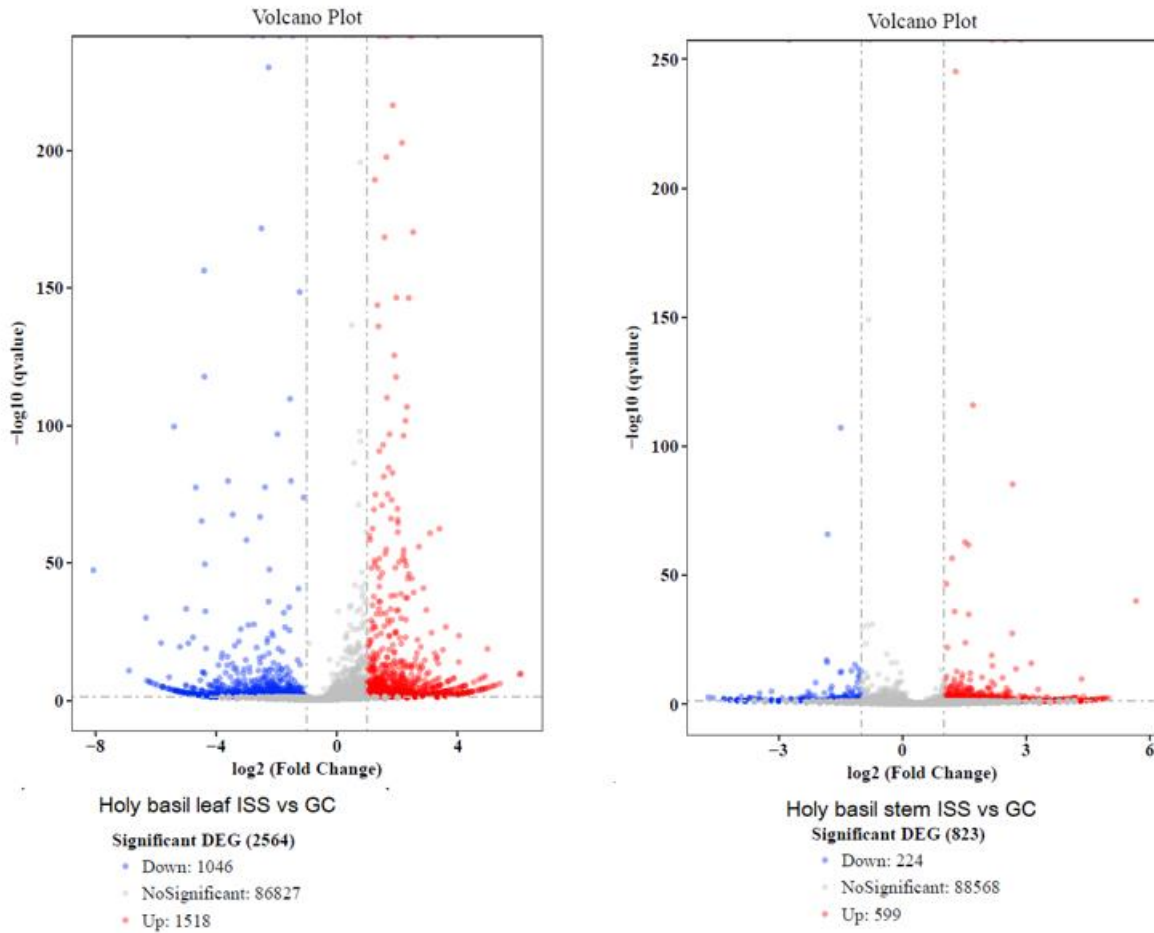 Volcano Plot
200
150
100
50
0
−log10 (qvalue)
−8
−4
0
4
log2 (Fold Change)
Holy basil leaf ISS vs GC
Significant DEG (2564)
Down: 1046
NoSignificant: 86827
Up: 1518
Volcano Plot
250
200
150
100
50
0
−log10 (qvalue)
−3
0
3
6
log2 (Fold Change)
Holy basil stem ISS vs GC
Significant DEG (823)
Down: 224
NoSignificant: 88568
Up: 599